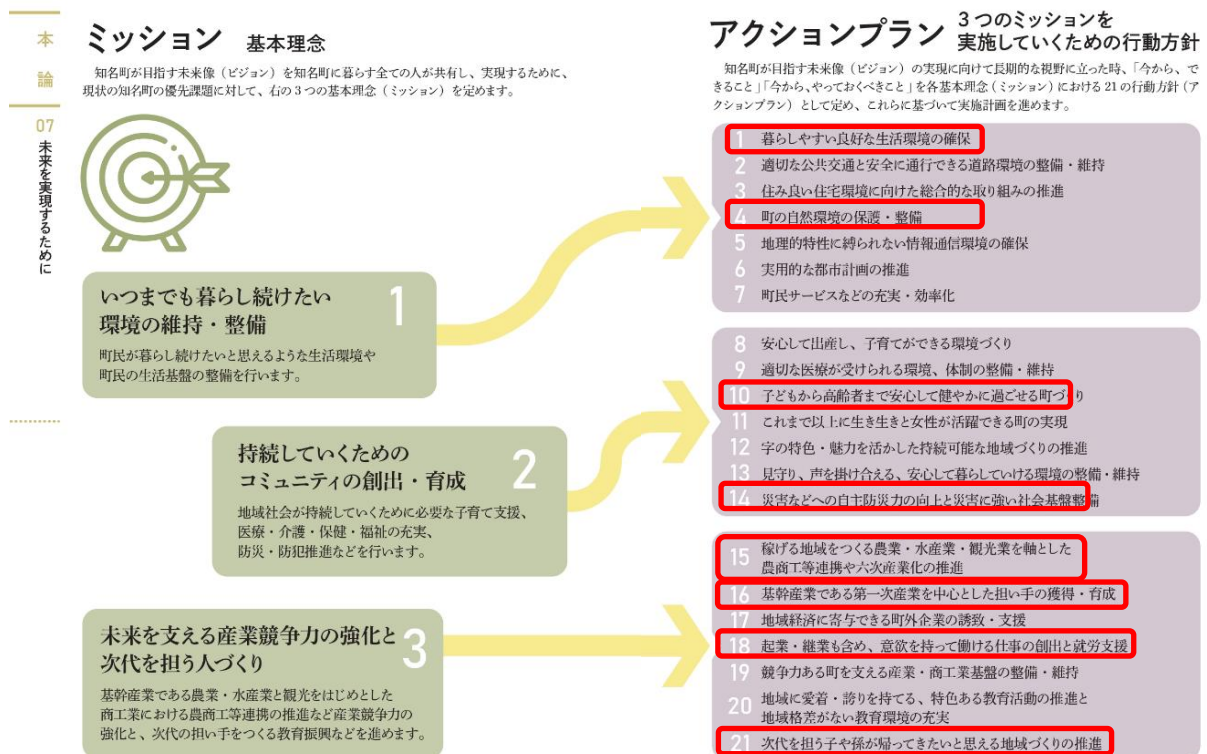 本論
07 未来を実現するために
ミッション 基本理念
知名町が目指す未来像（ビジョン）を知名町に暮らす全ての人が共有し、実現するために、
現状の知名町の優先課題に対して、右の3つの基本理念（ミッション）を定めます。
いつまでも暮らし続けたい
環境の維持・整備
1
町民が暮らし続けたいと思えるような生活環境や
町民の生活基盤の整備を行います。
持続していくための
コミュニティの創出・育成
2
地域社会が持続していくために必要な子育て支援、
医療・介護・保健・福祉の充実、
防災・防犯推進などを行います。
未来を支える産業競争力の強化と
次代を担う人づくり
3
基幹産業である農業・水産業と観光をはじめとした
商工業における農商工等連携の推進など産業競争力の
強化と、次代の担い手をつくる教育振興などを進めます。
アクションプラン 3つのミッションを
実施していくための行動方針
知名町が目指す未来像（ビジョン）の実現に向けて長期的な視野に立った時、「今から、で
きること」「今から、やっておくべきこと」を各基本理念（ミッション）における21の行動方針（ア
クションプラン）として定め、これらに基づいて実施計画を進めます。
1 暮らしやすい良好な生活環境の確保
2 適切な公共交通と安全に通行できる道路環境の整備・維持
3 住み良い住宅環境に向けた総合的な取り組みの推進
4 町の自然環境の保護・整備
5 地理的特性に縛られない情報通信環境の確保
6 実用的な都市計画の推進
7 町民サービスなどの充実・効率化
8 安心して出産し、子育てができる環境づくり
9 適切な医療が受けられる環境、体制の整備・維持
10 子どもから高齢者まで安心して健やかに過ごせる町づくり
11 これまで以上に生き生きと女性が活躍できる町の実現
12 字の特色・魅力を活かした持続可能な地域づくりの推進
13 見守り、声を掛け合える、安心して暮らしていける環境の整備・維持
14 災害などへの自主防災力の向上と災害に強い社会基盤整備
15 稼げる地域をつくる農業・水産業・観光業を軸とした
農商工等連携や六次産業化の推進
16 基幹産業である第一次産業を中心とした担い手の獲得・育成
17 地域経済に寄与できる町外企業の誘致・支援
18 起業・継業も含め、意欲を持って働ける仕事の創出と就労支援
19 競争力ある町を支える産業・商工業基盤の整備・維持
20 地域に愛着・誇りを持てる、特色ある教育活動の推進と
地域格差がない教育環境の充実
21 次代を担う子や孫が帰ってきたいと思える地域づくりの推進